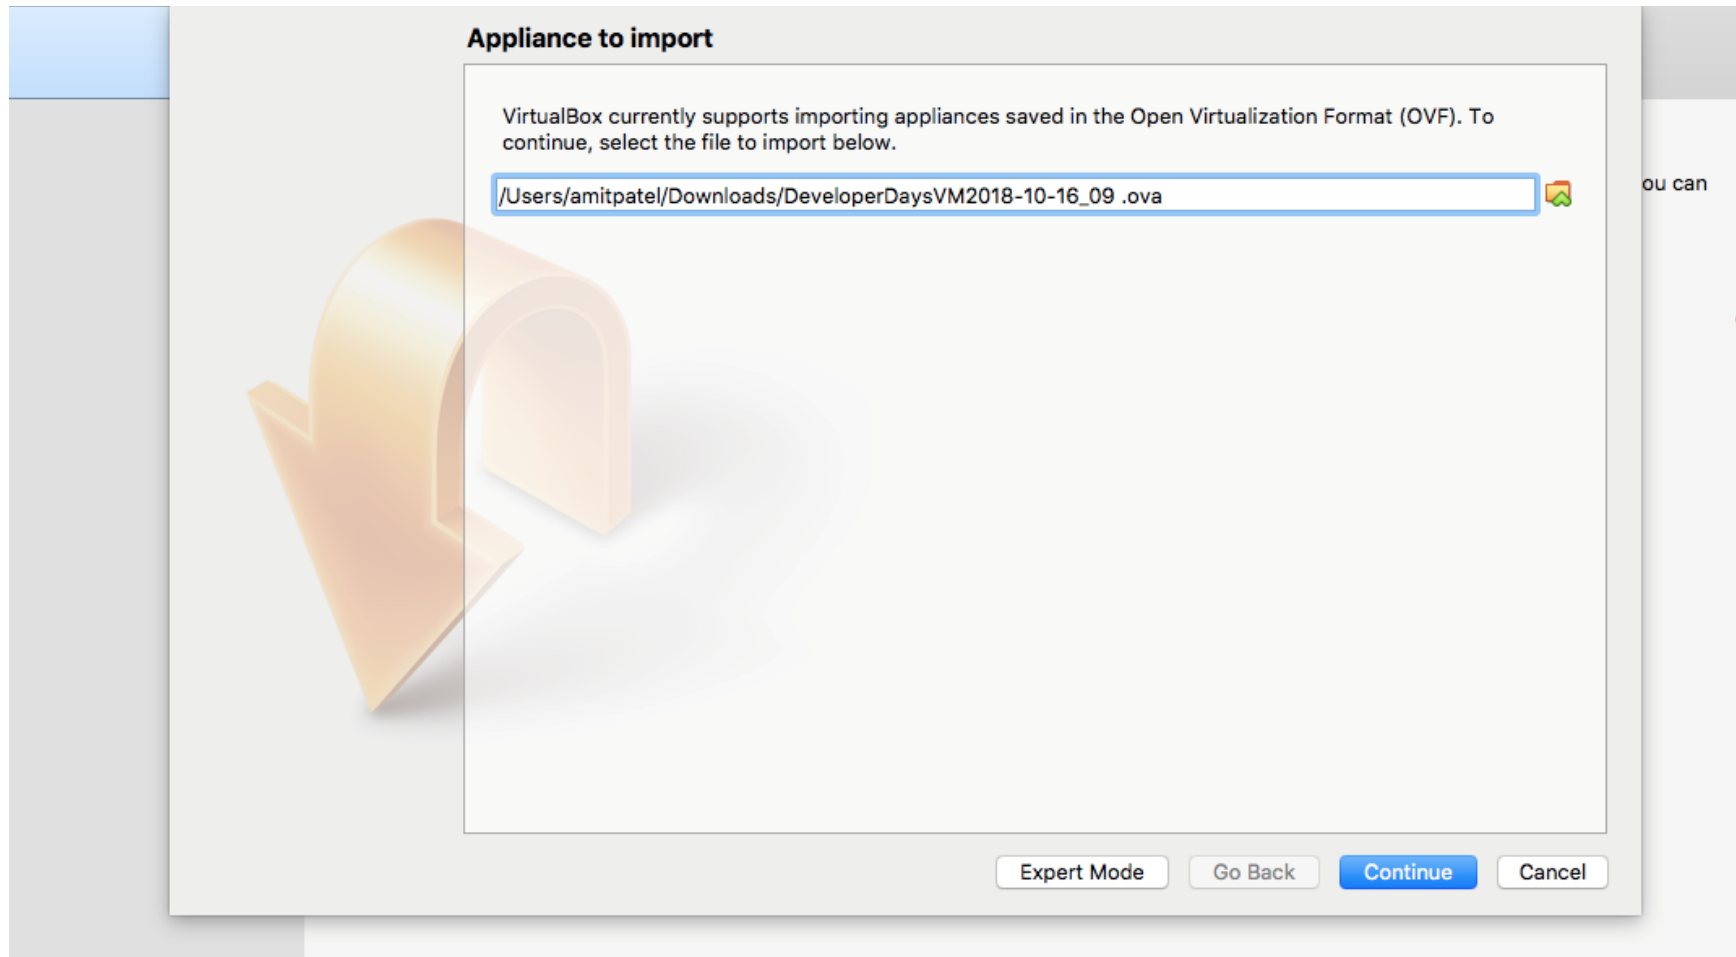 Appliance to import
VirtualBox currently supports importing appliances saved in the Open Virtualization Format (OVF). To
continue, select the file to import below.
/Users/amitpatel/Downloads/DeveloperDaysVM2018-10-16_09 .ova
ou can
Expert Mode
Go Back
Continue
Cancel